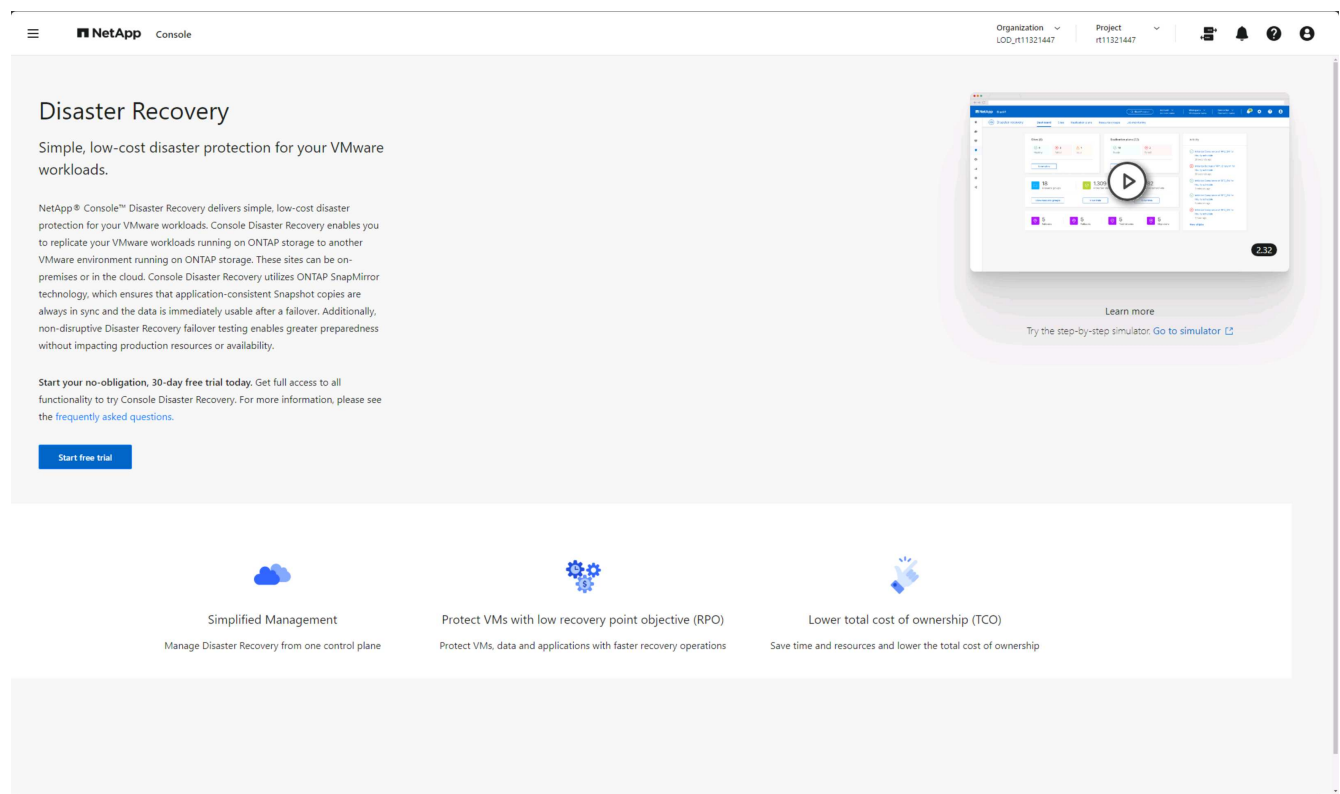 NetApp Console
Organization
LOD_rt11321447
Project
rt11321447
Disaster Recovery
Simple, low-cost disaster protection for your VMware
workloads.
NetApp® Console™ Disaster Recovery delivers simple, low-cost disaster
protection for your VMware workloads. Console Disaster Recovery enables you
to replicate your VMware workloads running on ONTAP storage to another
VMware environment running on ONTAP storage. These sites can be on-
premises or in the cloud. Console Disaster Recovery utilizes ONTAP SnapMirror
technology, which ensures that application-consistent Snapshot copies are
always in sync and the data is immediately usable after a failover. Additionally,
non-disruptive Disaster Recovery failover testing enables greater preparedness
without impacting production resources or availability.
Start your no-obligation, 30-day free trial today. Get full access to all
functionality to try Console Disaster Recovery. For more information, please see
the frequently asked questions.
Start free trial
2.32
Learn more
Try the step-by-step simulator. Go to simulator
Simplified Management
Manage Disaster Recovery from one control plane
Protect VMs with low recovery point objective (RPO)
Protect VMs, data and applications with faster recovery operations
Lower total cost of ownership (TCO)
Save time and resources and lower the total cost of ownership